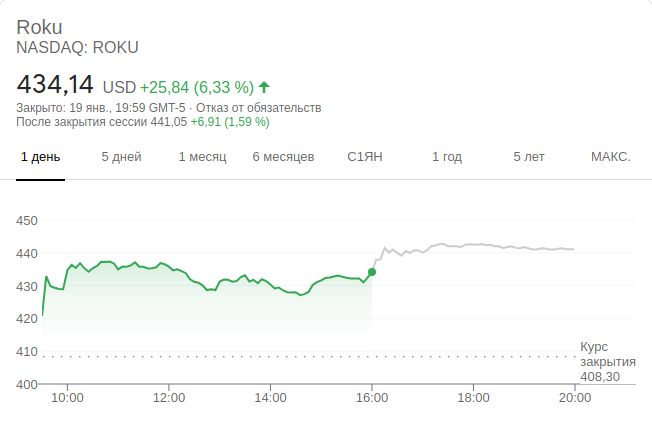 Roku
NASDAQ: ROKU
434,14 USD +25,84 (6,33 %)
Закрыто: 19 янв., 19:59 GMT-5 · Отказ от обязательств
После закрытия сессии 441,05 +6,91 (1,59 %)
1 день 5 дней 1 месяц 6 месяцев С1ЯН 1 год 5 лет МАКС.
450
440
430
420
410
400
Курс
закрытия
408,30
10:00 12:00 14:00 16:00 18:00 20:00